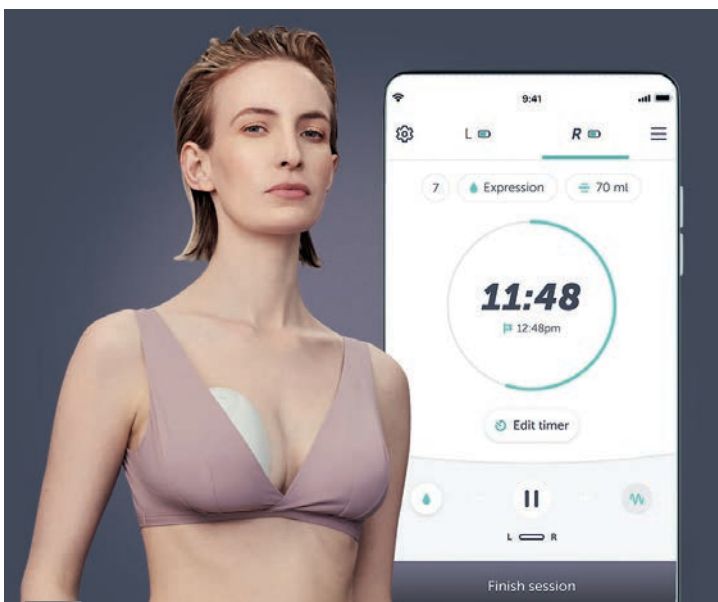 9:41
L
R
7
Expression
70 ml
11:48
12:48pm
Edit timer
L R
Finish session